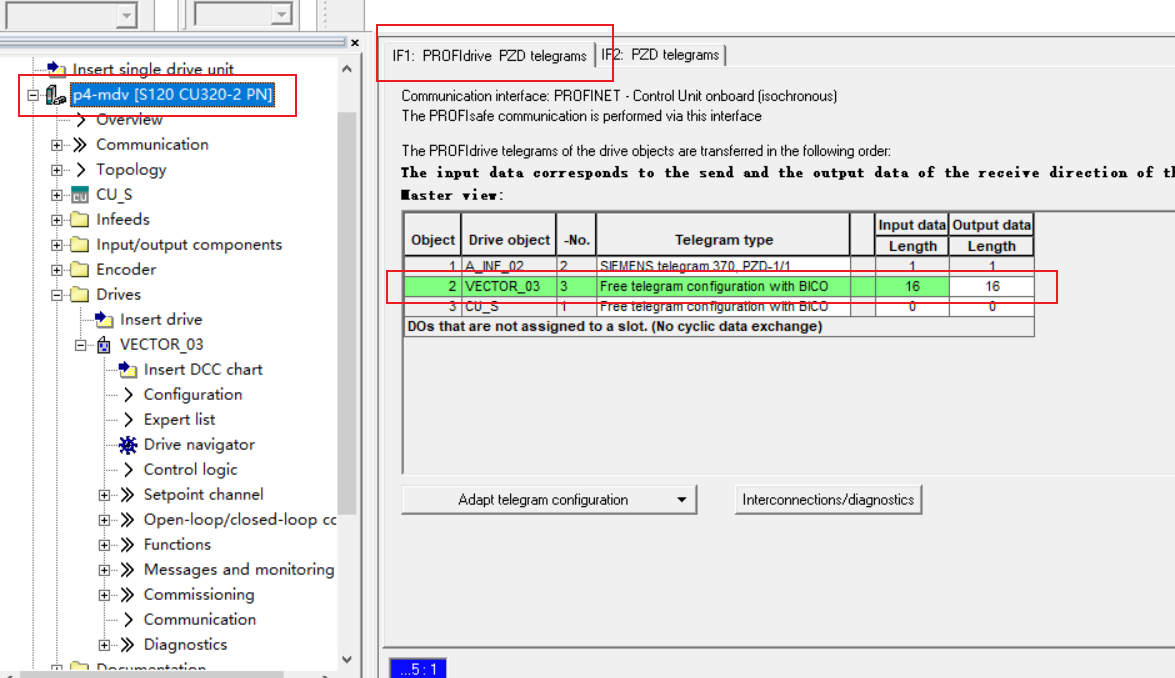 Insert single drive unit
p4-mdv [S120 CU320-2 PN]
Overview
Communication
Topology
CU_S
Infeeds
Input/output components
Encoder
Drives
Insert drive
VECTOR_03
Insert DCC chart
Configuration
Expert list
Drive navigator
Control logic
Setpoint channel
Open-loop/closed-loop co
Functions
Messages and monitoring
Commissioning
Communication
Diagnostics
Documentation
IF1: PROFIdrive PZD telegrams IF2: PZD telegrams
Communication interface: PROFINET - Control Unit onboard (isochronous)
The PROFIsafe communication is performed via this interface
The PROFIdrive telegrams of the drive objects are transferred in the following order:
The input data corresponds to the send and the output data of the receive direction of th
Master view:
Object Drive object -No. Telegram type Input data Output data
Length Length
1 A_INF_02 2 SIEMENS telegram 370, PZD-1/1 1 1
2 VECTOR_03 3 Free telegram configuration with BICO 16 16
3 CU_S 1 Free telegram configuration with BICO 0 0
DOs that are not assigned to a slot. (No cyclic data exchange)
Adapt telegram configuration Interconnections/diagnostics
...5 : 1